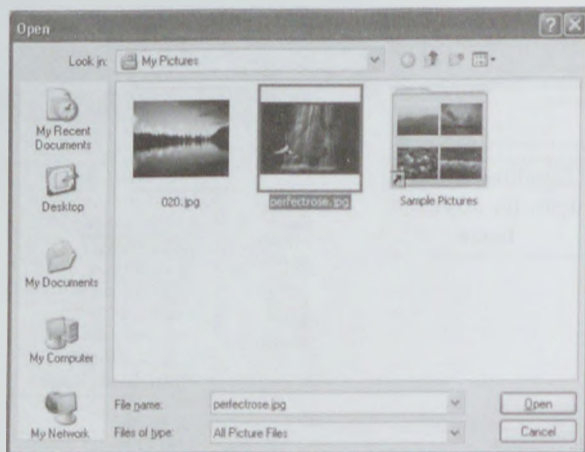 Open
Look in: My Pictures
My Recent
Documents
Desktop
My Documents
My Computer
My Network
020.jpg
perfectrose.jpg
Sample Pictures
File name: perfectrose.jpg
Open
Files of type: All Picture Files
Cancel